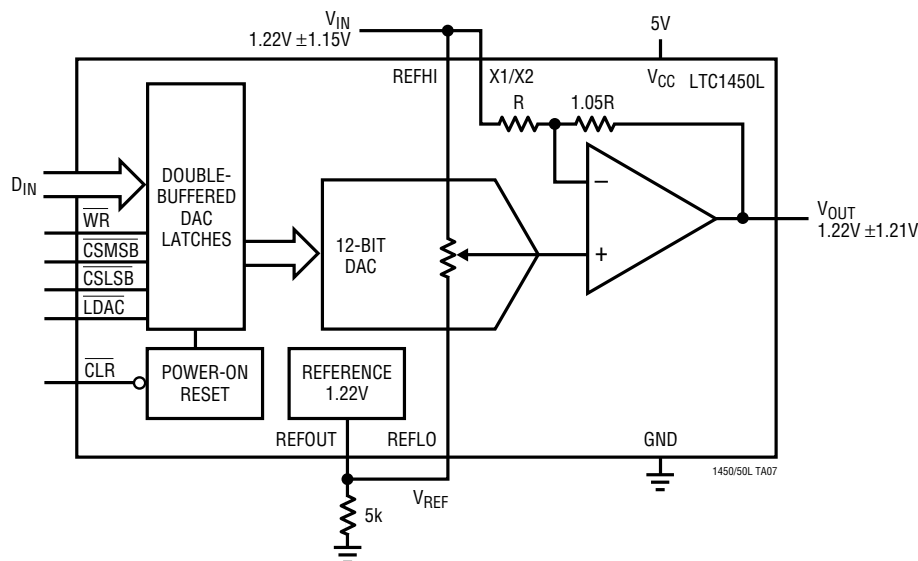 V_IN
1.22V ±1.15V
5V
REFHI
X1/X2
V_CC LTC1450L
R
1.05R
D_IN
DOUBLE-
BUFFERED
DAC
LATCHES
WR
CSMSB
CSLSB
LDAC
12-BIT
DAC
−
+
V_OUT
1.22V ±1.21V
CLR
POWER-ON
RESET
REFERENCE
1.22V
REFOUT
REFLO
GND
1450/50L TA07
V_REF
5k